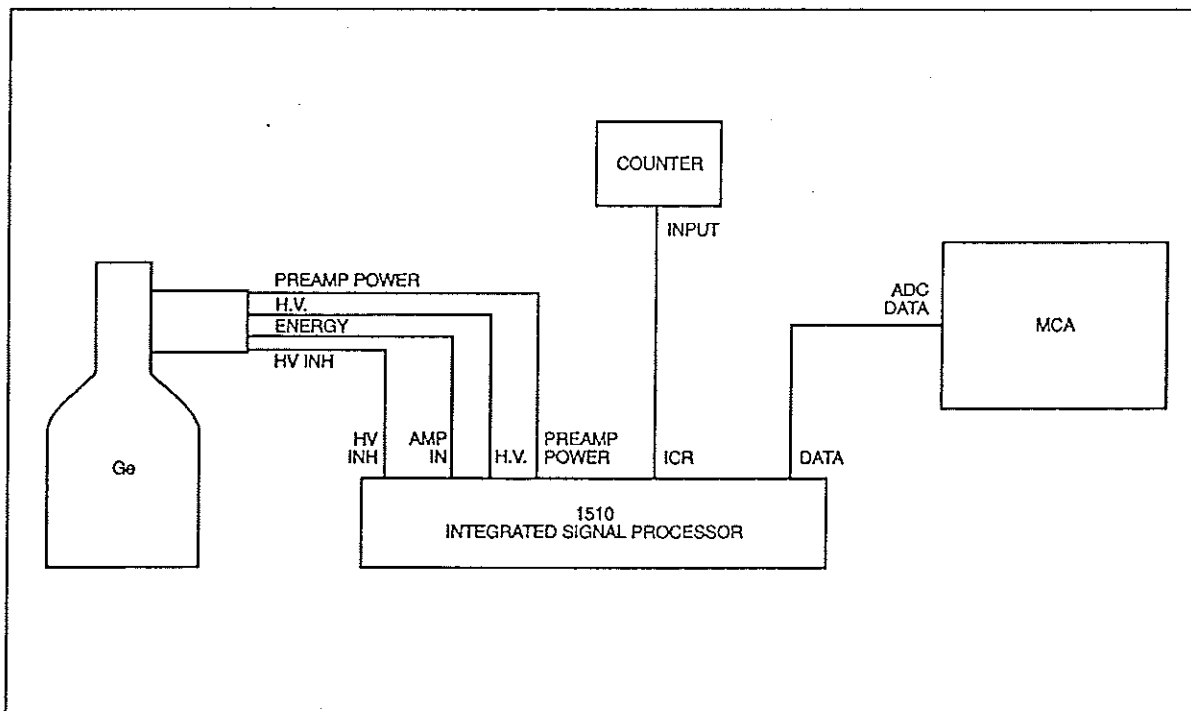 COUNTER
INPUT
PREAMP POWER
H.V.
ENERGY
HV INH
ADC
DATA
MCA
Ge
HV
INH
AMP
IN
H.V.
PREAMP
POWER
ICR
DATA
1510
INTEGRATED SIGNAL PROCESSOR